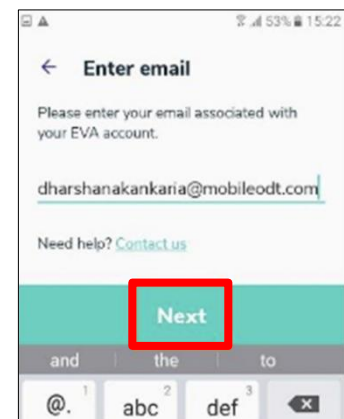 53% 15:22
← Enter email
Please enter your email associated with
your EVA account.
dharshanakankaria@mobileodt.com
Need help? Contact us
Next
and the to
@. 1 abc 2 def 3